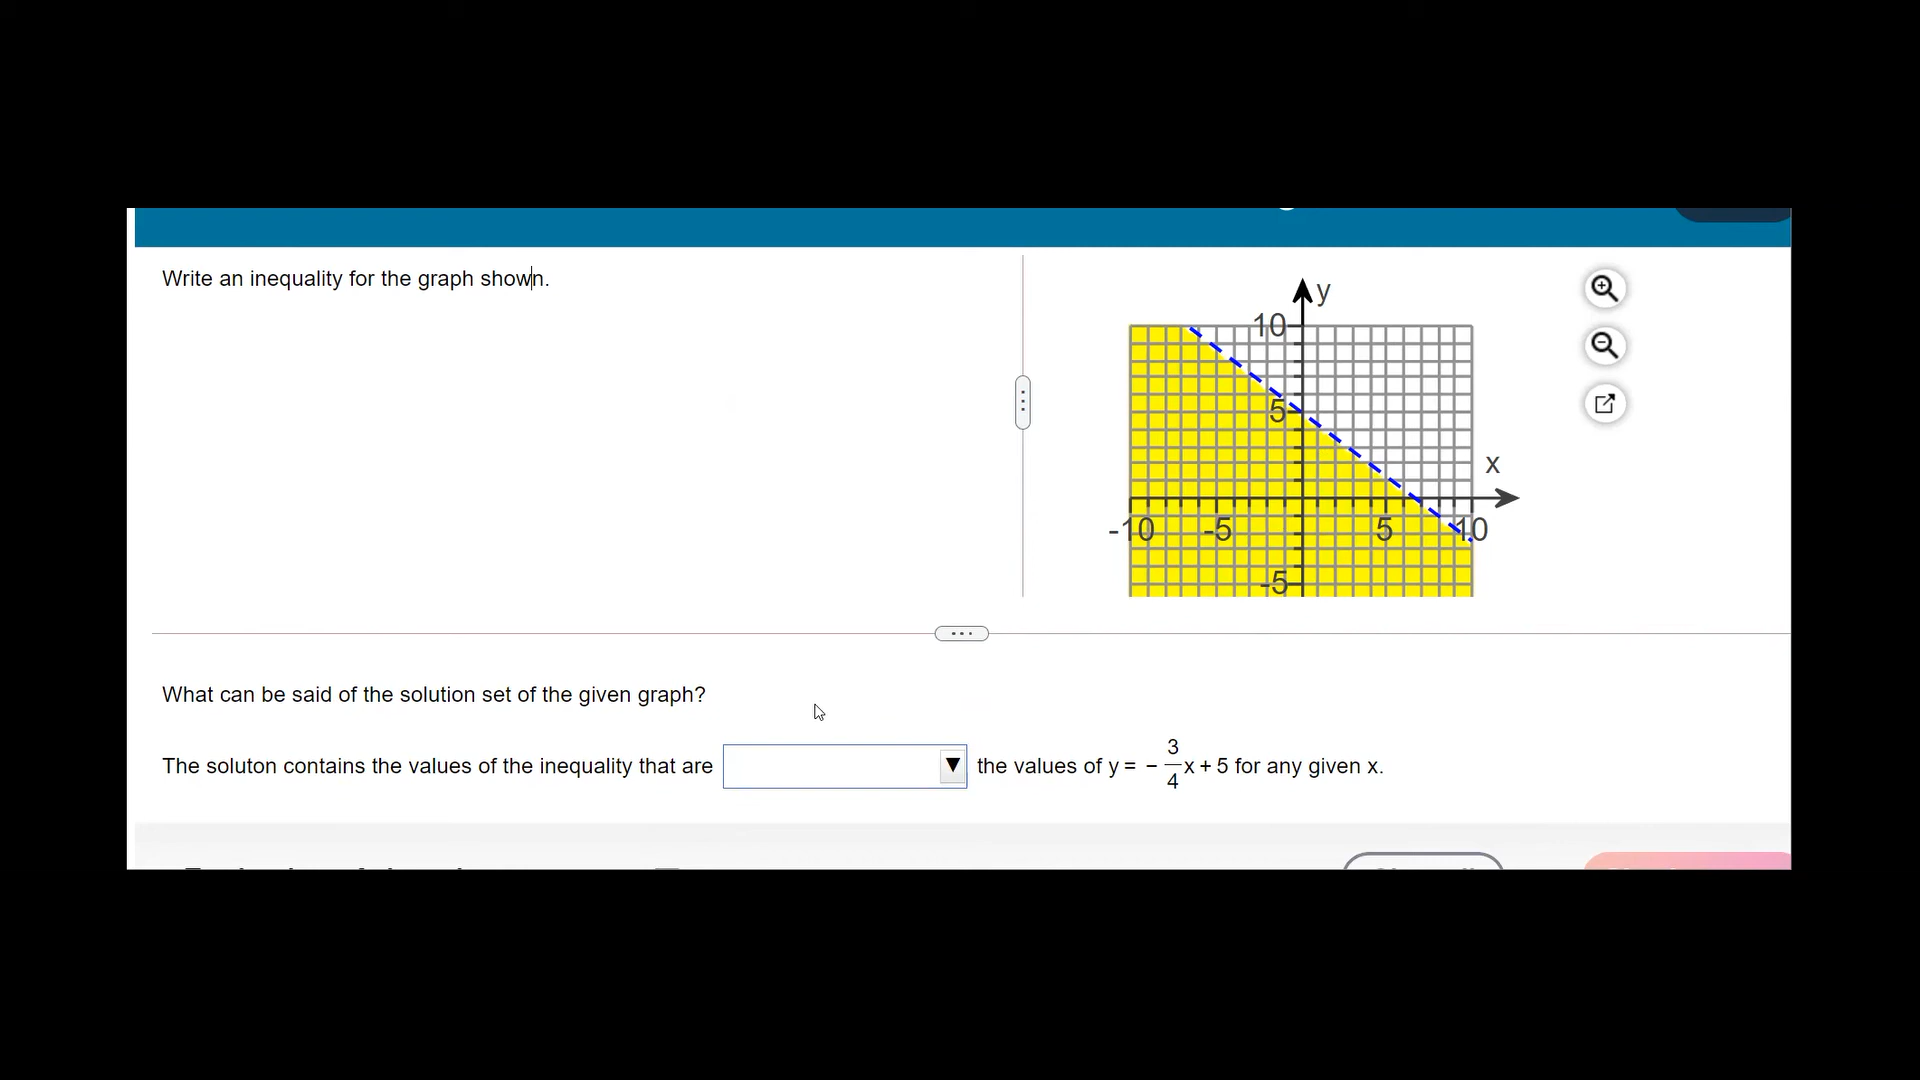 Write an inequality for the graph shown.
y
10
5
x
-10 -5 5 10
-5
What can be said of the solution set of the given graph?
The soluton contains the values of the inequality that are the values of y = − 3/4 x + 5 for any given x.